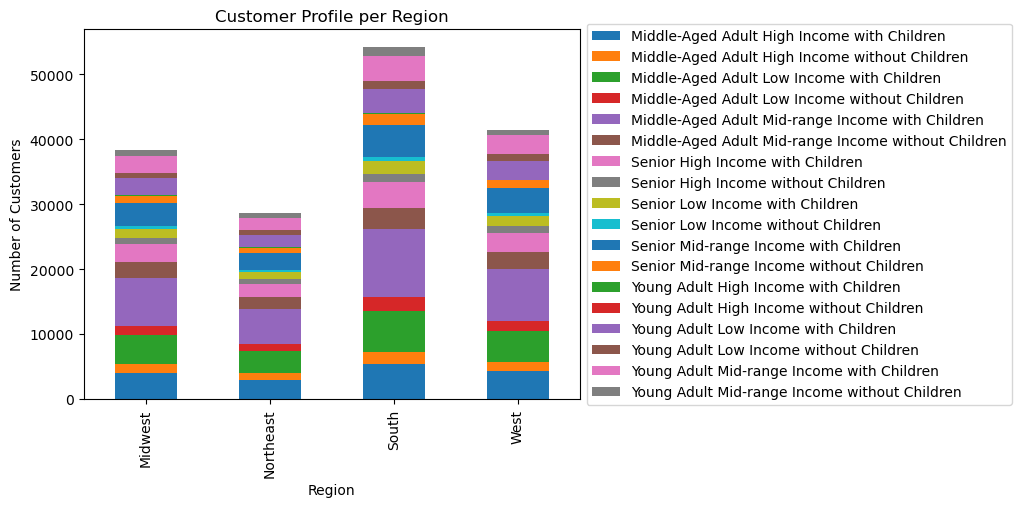 Customer Profile per Region
Number of Customers
50000
40000
30000
20000
10000
0
Midwest
Northeast
South
West
Region
Middle-Aged Adult High Income with Children
Middle-Aged Adult High Income without Children
Middle-Aged Adult Low Income with Children
Middle-Aged Adult Low Income without Children
Middle-Aged Adult Mid-range Income with Children
Middle-Aged Adult Mid-range Income without Children
Senior High Income with Children
Senior High Income without Children
Senior Low Income with Children
Senior Low Income without Children
Senior Mid-range Income with Children
Senior Mid-range Income without Children
Young Adult High Income with Children
Young Adult High Income without Children
Young Adult Low Income with Children
Young Adult Low Income without Children
Young Adult Mid-range Income with Children
Young Adult Mid-range Income without Children